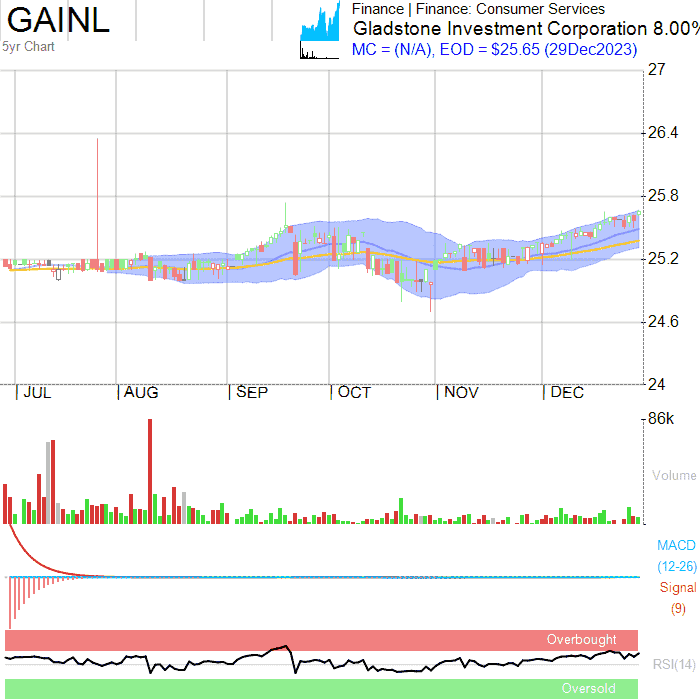 GAINL
5yr Chart
Finance | Finance: Consumer Services
Gladstone Investment Corporation 8.00%
MC = (N/A), EOD = $25.65 (29Dec2023)
27
26.4
25.8
25.2
24.6
24
JUL AUG SEP OCT NOV DEC
86k
Volume
MACD
(12-26)
Signal
(9)
Overbought
RSI(14)
Oversold